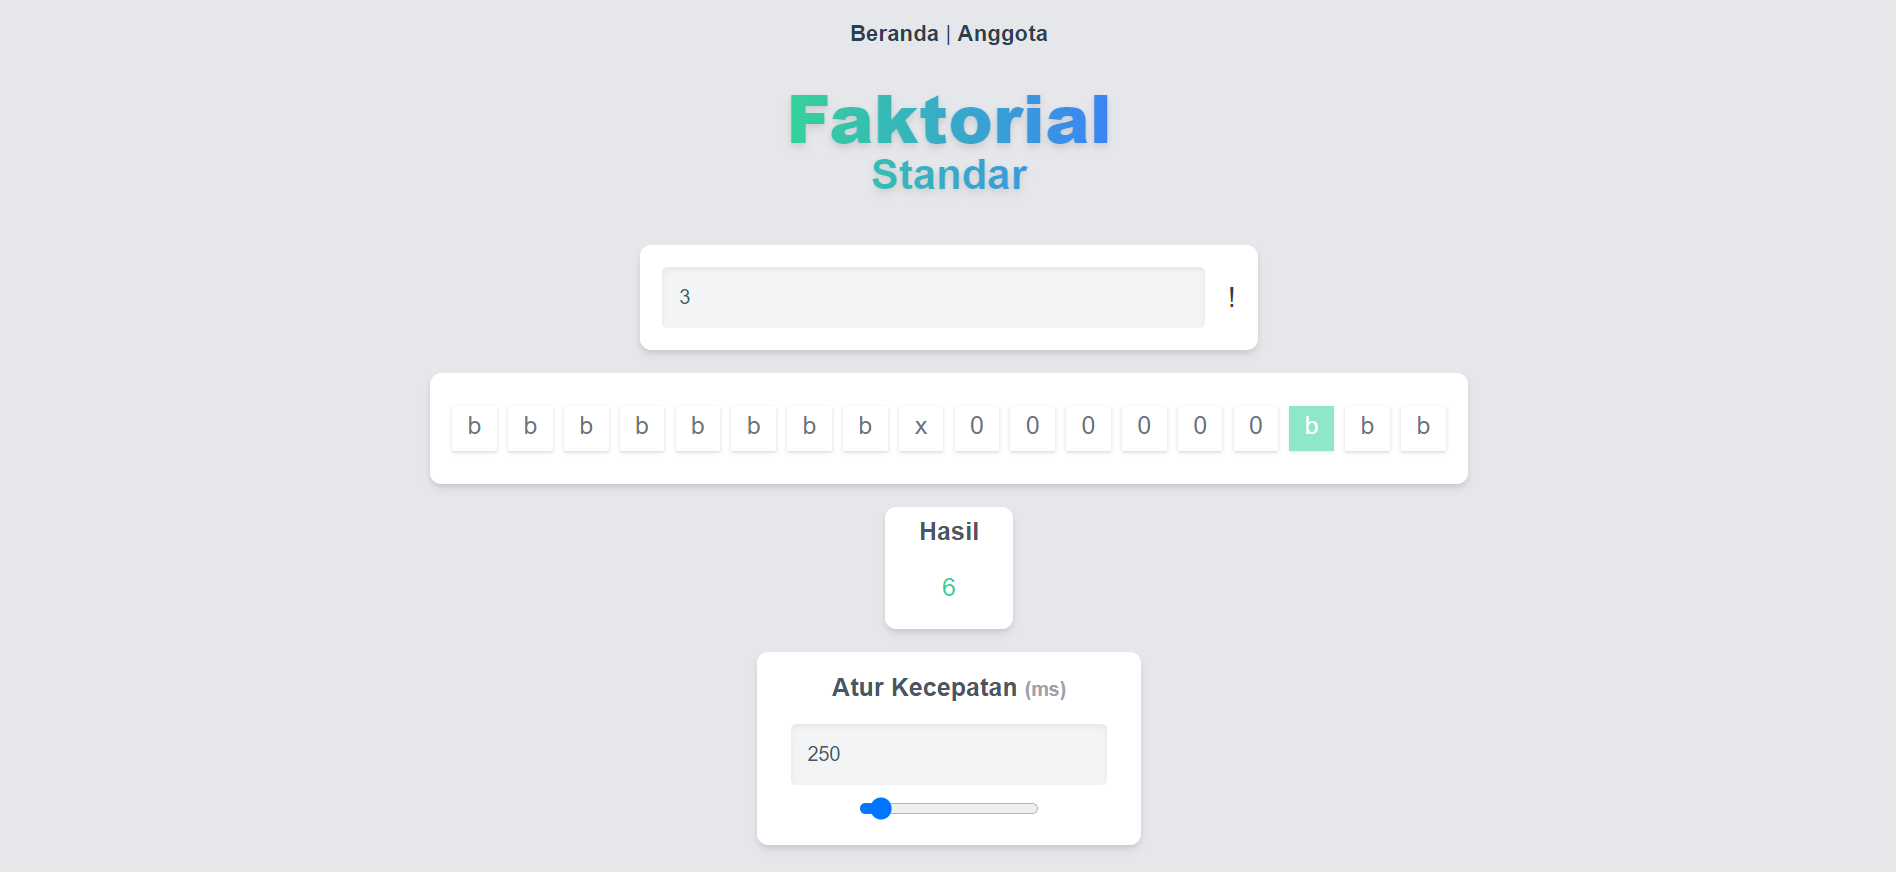 Beranda | Anggota
Faktorial
Standar
3 !
b b b b b b b b x 0 0 0 0 0 0 b b b
Hasil
6
Atur Kecepatan (ms)
250